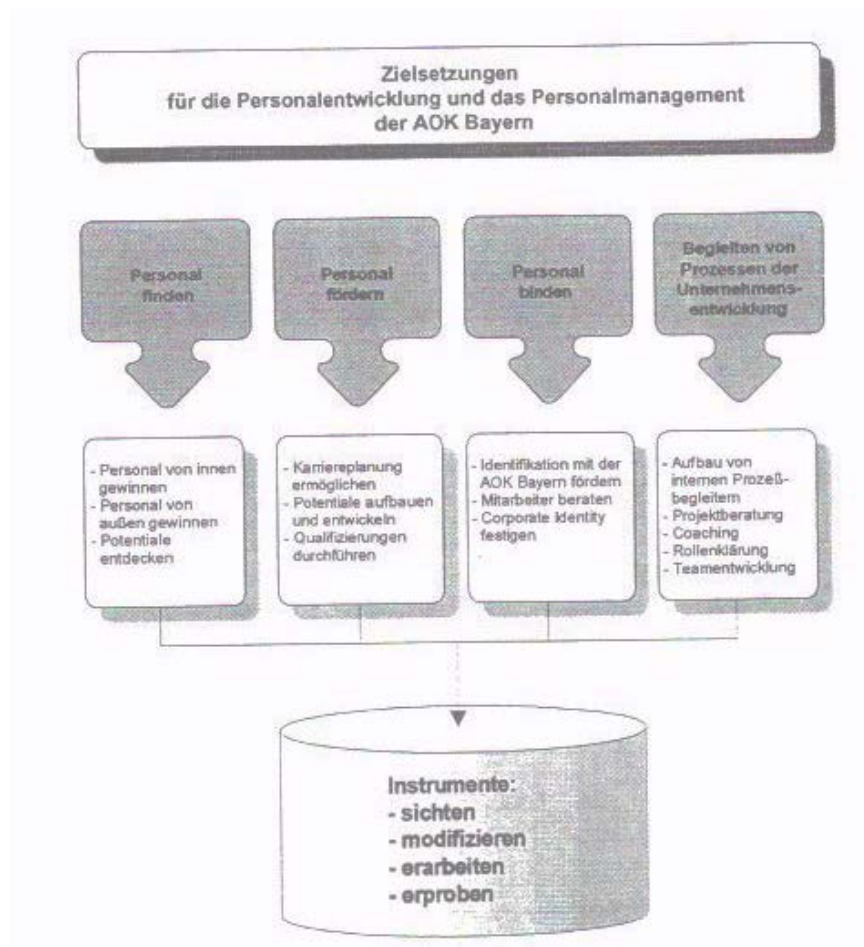 Zielsetzungen
für die Personalentwicklung und das Personalmanagement
der AOK Bayern
Personal
finden
Personal
fördern
Personal
binden
Begleiten von
Prozessen der
Unternehmens-
entwicklung
- Personal von innen
gewinnen
- Personal von
außen gewinnen
- Potentiale
entdecken
- Karriereplanung
ermöglichen
- Potentiale aufbauen
und entwickeln
- Qualifizierungen
durchführen
- Identifikation mit der
AOK Bayern fördern
- Mitarbeiter beraten
- Corporate Identity
festigen
- Aufbau von
internen Prozeß-
begleitern
- Projektberatung
- Coaching
- Rollenklärung
- Teamentwicklung
Instrumente:
- sichten
- modifizieren
- erarbeiten
- erproben